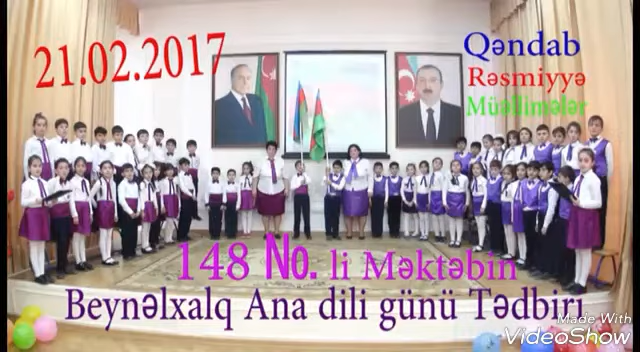 21.02.2017
Qəndab
Rəsmiyyə
Müəllimələr
148 №. li Məktəbin
Beynəlxalq Ana dili günü Tədbiri
Made With
VideoShow